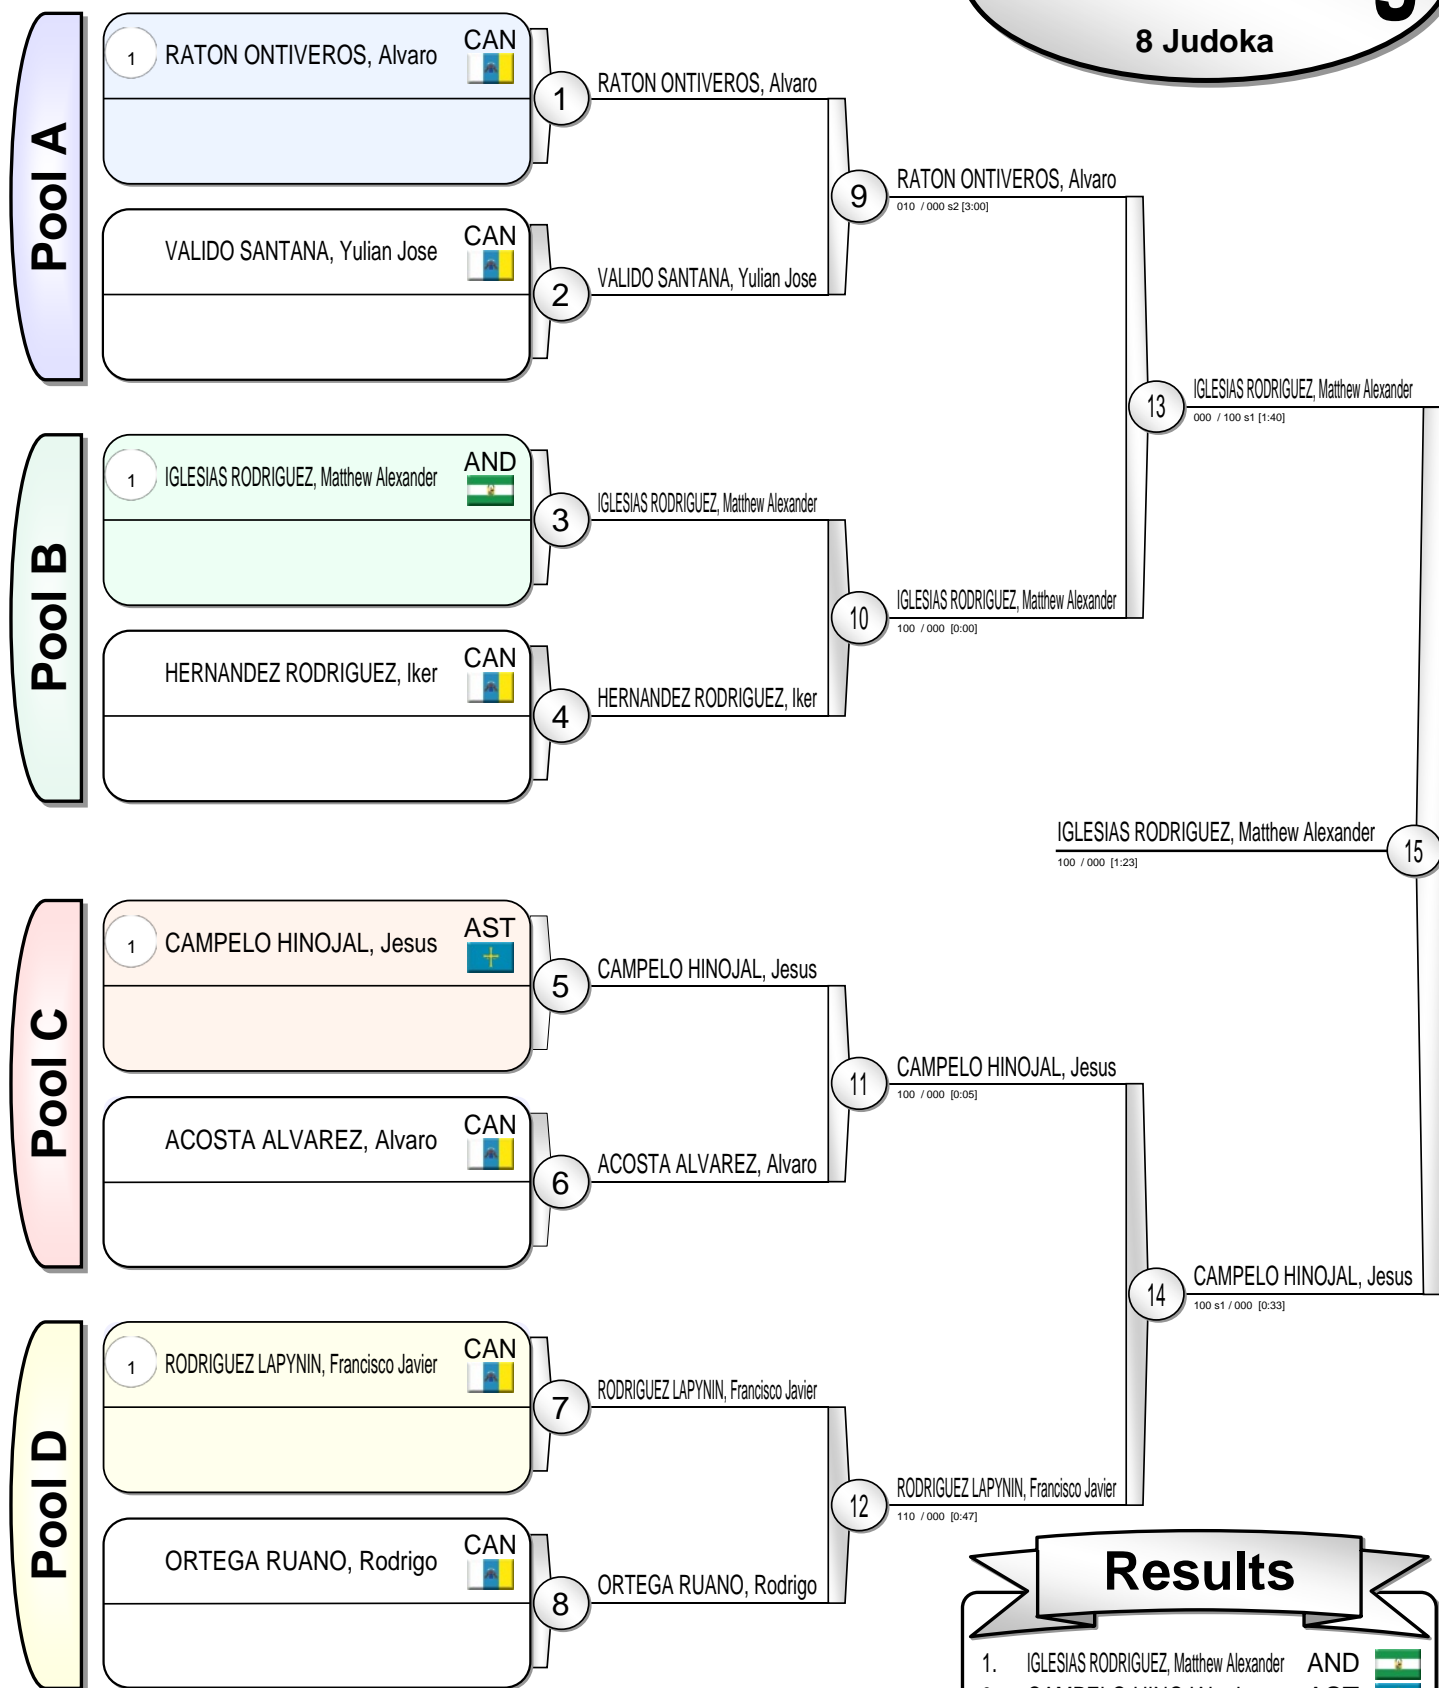 8 Judoka
Pool A
1 RATON ONTIVEROS, Alvaro CAN
VALIDO SANTANA, Yulian Jose CAN
1 RATON ONTIVEROS, Alvaro
2 VALIDO SANTANA, Yulian Jose
9 RATON ONTIVEROS, Alvaro
010 / 000 s2 [3:00]
Pool B
1 IGLESIAS RODRIGUEZ, Matthew Alexander AND
HERNANDEZ RODRIGUEZ, Iker CAN
3 IGLESIAS RODRIGUEZ, Matthew Alexander
4 HERNANDEZ RODRIGUEZ, Iker
10 IGLESIAS RODRIGUEZ, Matthew Alexander
100 / 000 [0:00]
13 IGLESIAS RODRIGUEZ, Matthew Alexander
000 / 100 s1 [1:40]
IGLESIAS RODRIGUEZ, Matthew Alexander 15
100 / 000 [1:23]
Pool C
1 CAMPELO HINOJAL, Jesus AST
ACOSTA ALVAREZ, Alvaro CAN
5 CAMPELO HINOJAL, Jesus
6 ACOSTA ALVAREZ, Alvaro
11 CAMPELO HINOJAL, Jesus
100 / 000 [0:05]
14 CAMPELO HINOJAL, Jesus
100 s1 / 000 [0:33]
Pool D
1 RODRIGUEZ LAPYNIN, Francisco Javier CAN
ORTEGA RUANO, Rodrigo CAN
7 RODRIGUEZ LAPYNIN, Francisco Javier
8 ORTEGA RUANO, Rodrigo
12 RODRIGUEZ LAPYNIN, Francisco Javier
110 / 000 [0:47]
Results
1. IGLESIAS RODRIGUEZ, Matthew Alexander AND